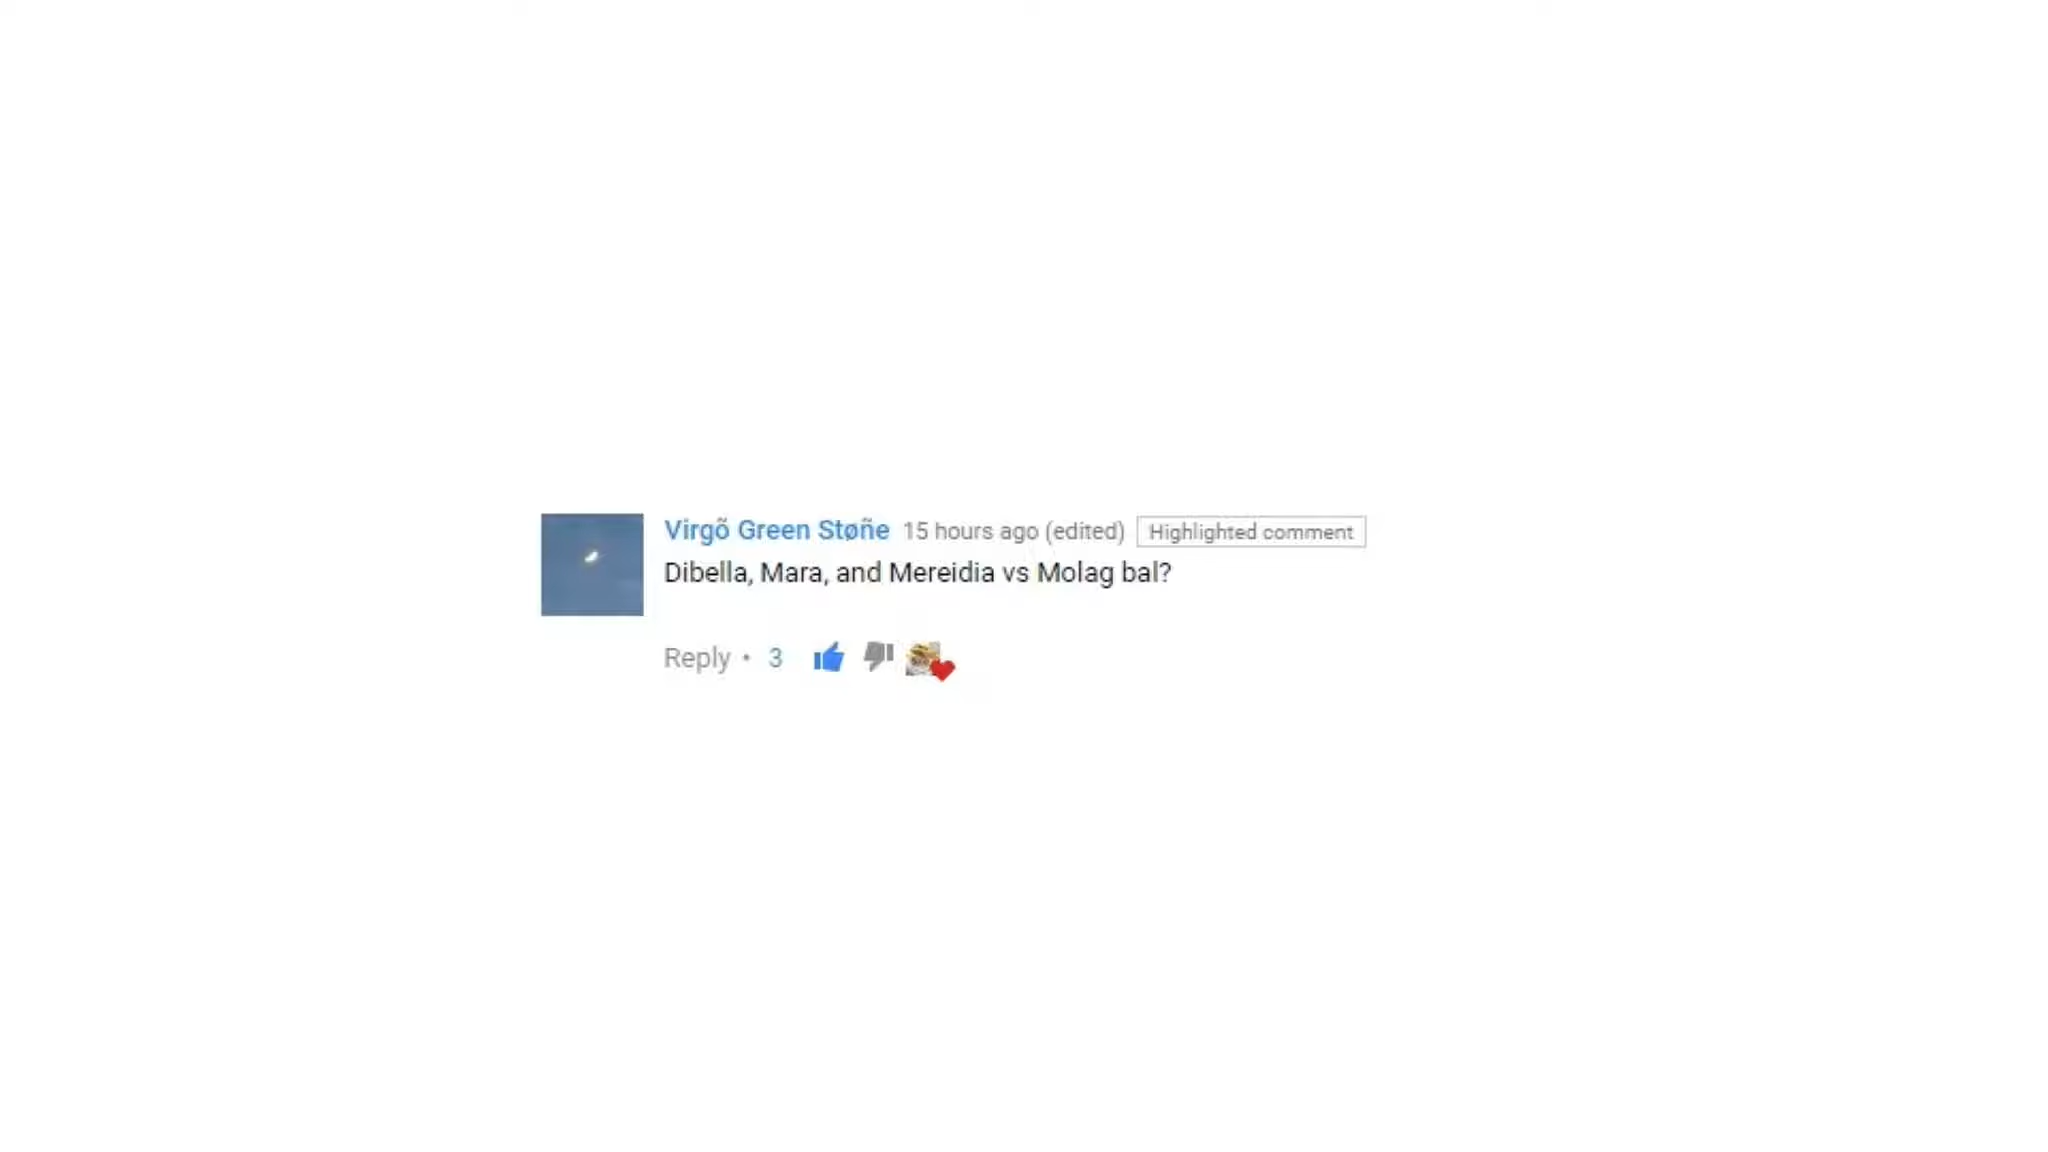 Virgõ Green Støñe 15 hours ago (edited) Highlighted comment
Dibella, Mara, and Mereidia vs Molag bal?
Reply • 3